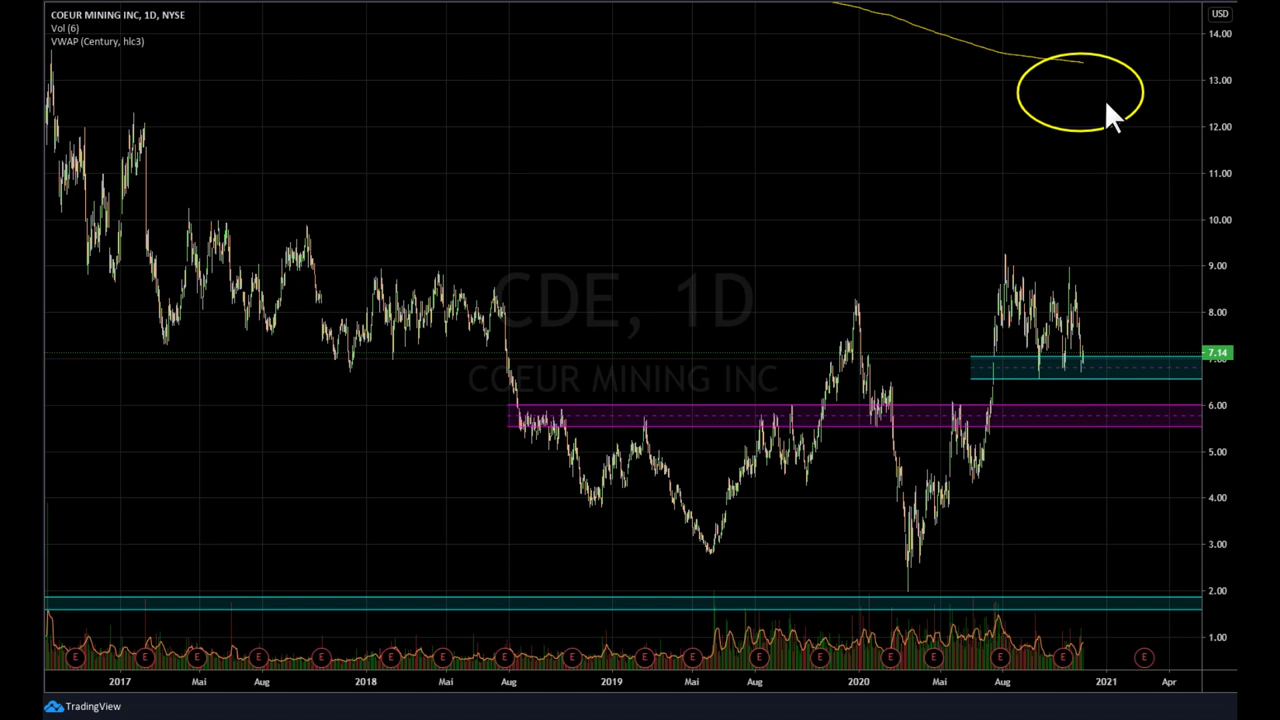 COEUR MINING INC, 1D, NYSE
Vol (6)
VWAP (Century, hlc3)
USD
14.00
13.00
12.00
11.00
10.00
9.00
8.00
7.14
7.00
6.00
5.00
4.00
3.00
2.00
1.00
CDE, 1D
COEUR MINING INC
E E E E E E E E E E E E E E E E E E
2017 Mai Aug 2018 Mai Aug 2019 Mai Aug 2020 Mai Aug 2021 Apr
TradingView